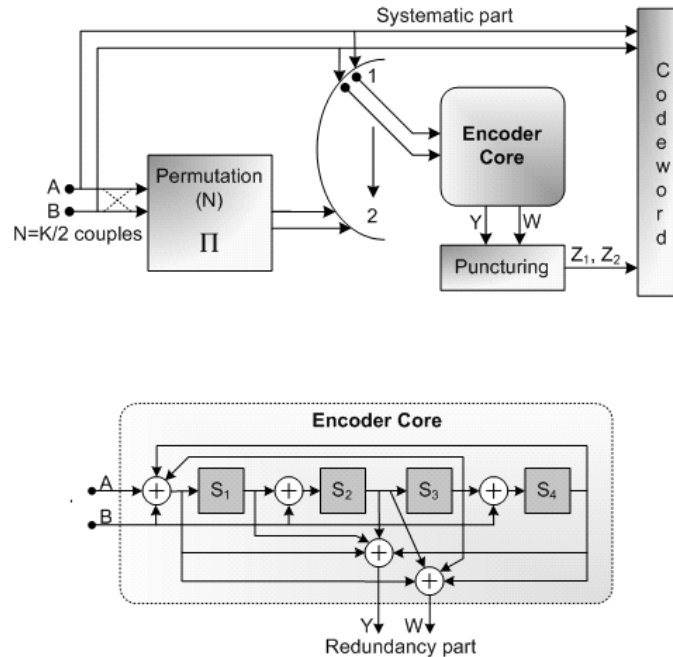 Systematic part
1
Encoder
Core
Codeword
A
B
Permutation
(N)
Π
N=K/2 couples
2
Y
W
Puncturing
Z₁, Z₂
Encoder Core
A
B
+
S₁
+
S₂
S₃
+
S₄
+
+
Y
W
Redundancy part